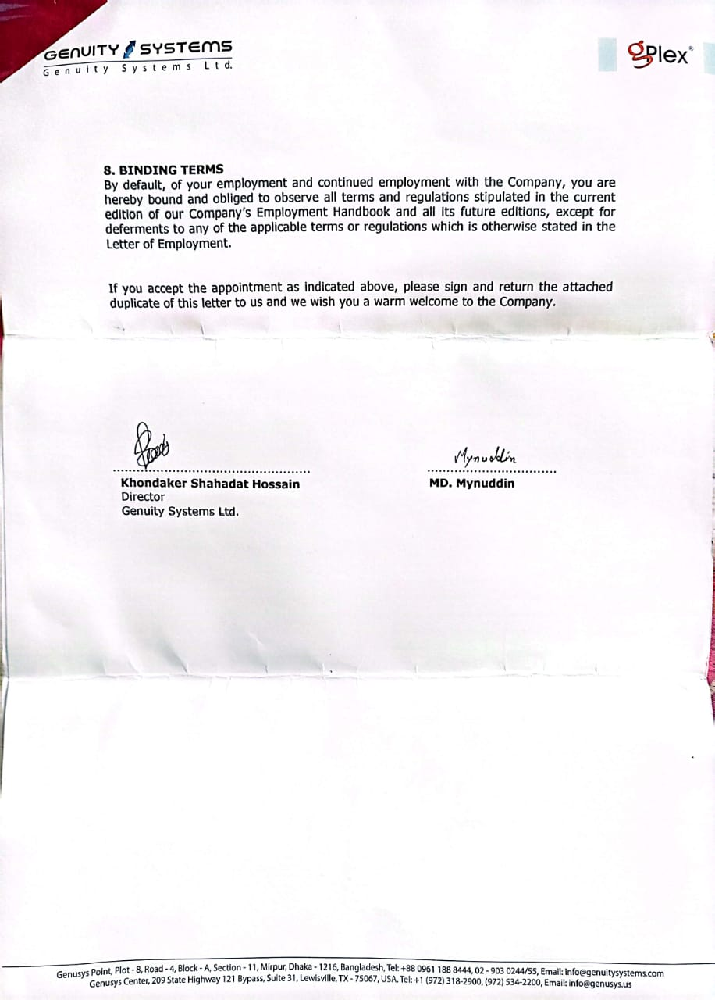 GENUITY SYSTEMS
Genuity Systems Ltd.
gPlex®
8. BINDING TERMS
By default, of your employment and continued employment with the Company, you are
hereby bound and obliged to observe all terms and regulations stipulated in the current
edition of our Company's Employment Handbook and all its future editions, except for
deferments to any of the applicable terms or regulations which is otherwise stated in the
Letter of Employment.
If you accept the appointment as indicated above, please sign and return the attached
duplicate of this letter to us and we wish you a warm welcome to the Company.
Mynuddin
Khondaker Shahadat Hossain
MD. Mynuddin
Director
Genuity Systems Ltd.
Genusys Point, Plot - 8, Road - 4, Block - A, Section - 11, Mirpur, Dhaka - 1216, Bangladesh, Tel: +88 0961 188 8444, 02 - 903 0244/55, Email: info@genuitysystems.com
Genusys Center, 209 State Highway 121 Bypass, Suite 31, Lewisville, TX - 75067, USA. Tel: +1 (972) 318-2900, (972) 534-2200, Email: info@genusys.us